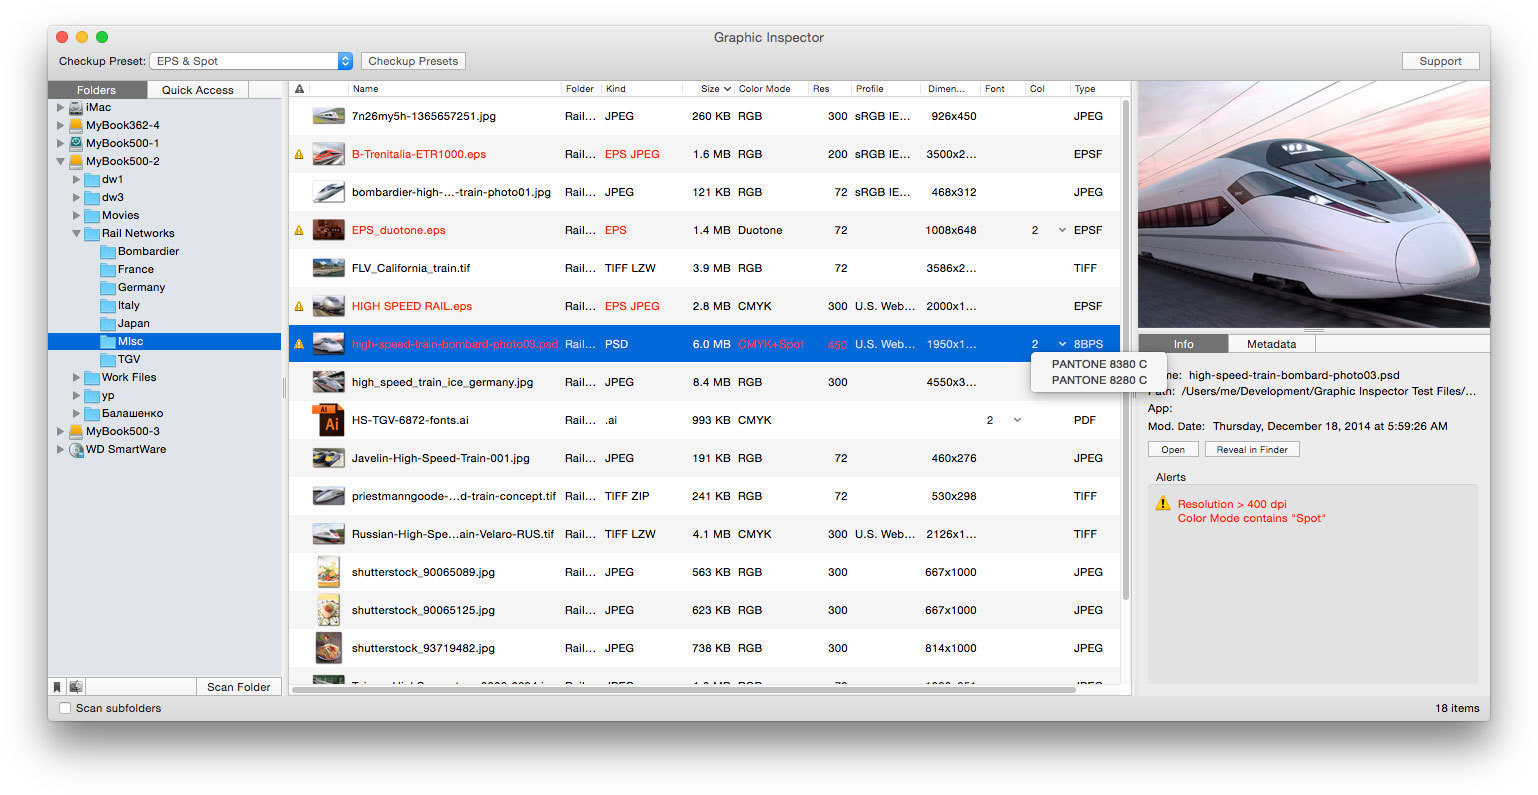 Graphic Inspector
Checkup Preset: EPS & Spot Checkup Presets Support
Folders Quick Access
iMac
MyBook362-4
MyBook500-1
MyBook500-2
dw1
dw3
Movies
Rail Networks
Bombardier
France
Germany
Italy
Japan
MIsc
TGV
Work Files
yp
Балашенко
MyBook500-3
WD SmartWare
Scan Folder
Name Folder Kind Size Color Mode Res Profile Dimen... Font Col Type
7n26my5h-1365657251.jpg Rail... JPEG 260 KB RGB 300 sRGB IE... 926x450 JPEG
B-Trenitalia-ETR1000.eps Rail... EPS JPEG 1.6 MB RGB 200 sRGB IE... 3500x2... EPSF
bombardier-high-...-train-photo01.jpg Rail... JPEG 121 KB RGB 72 sRGB IE... 468x312 JPEG
EPS_duotone.eps Rail... EPS 1.4 MB Duotone 72 1008x648 2 EPSF
FLV_California_train.tif Rail... TIFF LZW 3.9 MB RGB 72 3586x2... TIFF
HIGH SPEED RAIL.eps Rail... EPS JPEG 2.8 MB CMYK 300 U.S. Web... 2000x1... EPSF
high-speed-train-bombard-photo03.psd Rail... PSD 6.0 MB CMYK+Spot 450 U.S. Web... 1950x1... 2 8BPS
PANTONE 8380 C
PANTONE 8280 C
high_speed_train_ice_germany.jpg Rail... JPEG 8.4 MB RGB 300 4550x3...
HS-TGV-6872-fonts.ai Rail... .ai 993 KB CMYK 2 PDF
Ai
AI
Javelin-High-Speed-Train-001.jpg Rail... JPEG 191 KB RGB 72 460x276 JPEG
priestmanngoode-...d-train-concept.tif Rail... TIFF ZIP 241 KB RGB 72 530x298 TIFF
Russian-High-Spe...ain-Velaro-RUS.tif Rail... TIFF LZW 4.1 MB CMYK 300 U.S. Web... 2126x1... TIFF
shutterstock_90065089.jpg Rail... JPEG 563 KB RGB 300 667x1000 JPEG
shutterstock_90065125.jpg Rail... JPEG 623 KB RGB 300 667x1000 JPEG
shutterstock_93719482.jpg Rail... JPEG 738 KB RGB 300 814x1000 JPEG
Info Metadata
high-speed-train-bombard-photo03.psd
Path: /Users/me/Development/Graphic Inspector Test Files/...
App:
Mod. Date: Thursday, December 18, 2014 at 5:59:26 AM
Open Reveal in Finder
Alerts
Resolution > 400 dpi
Color Mode contains "Spot"
Scan subfolders 18 items